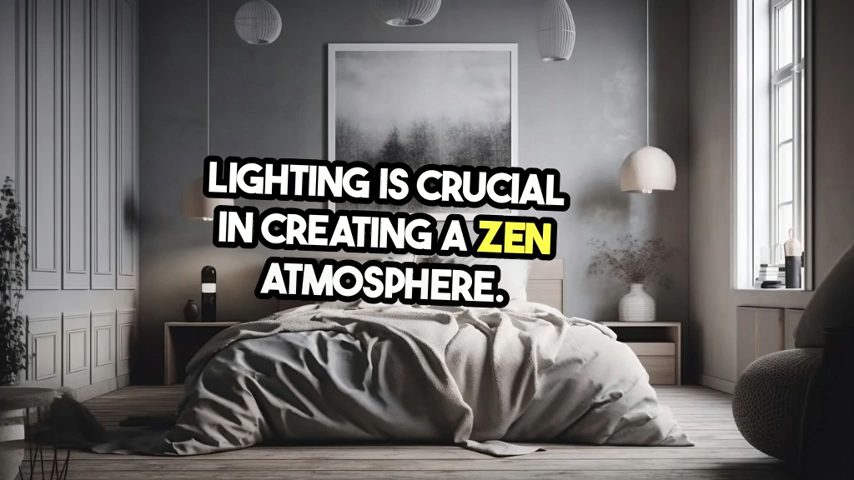 LIGHTING IS CRUCIAL
IN CREATING A ZEN
ATMOSPHERE.